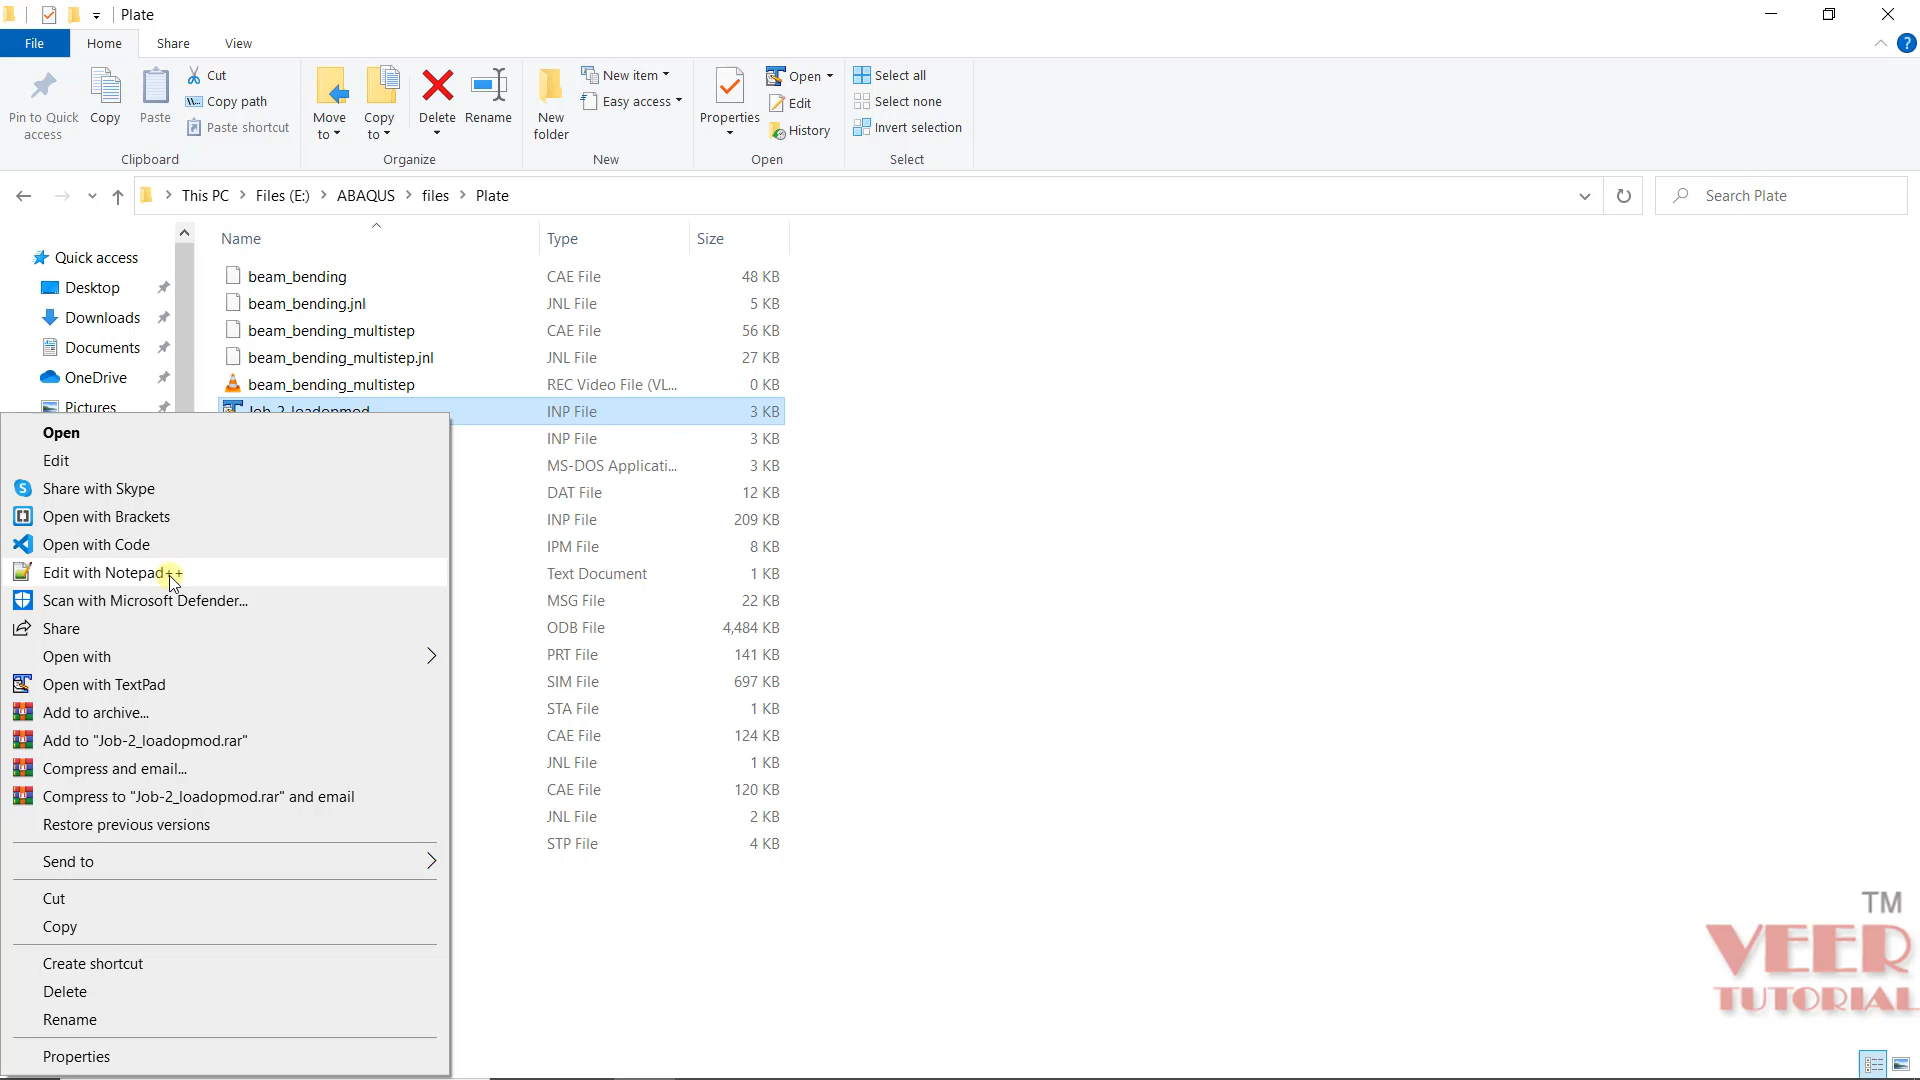 Plate
File
Home
Share
View
Pin to Quick access
Copy
Paste
Cut
Copy path
Paste shortcut
Clipboard
Move to
Copy to
Delete
Rename
Organize
New folder
New item
Easy access
New
Properties
Open
Edit
History
Open
Select all
Select none
Invert selection
Select
This PC > Files (E:) > ABAQUS > files > Plate
Search Plate
Quick access
Desktop
Downloads
Documents
OneDrive
Pictures
Name Type Size
beam_bending CAE File 48 KB
beam_bending.jnl JNL File 5 KB
beam_bending_multistep CAE File 56 KB
beam_bending_multistep.jnl JNL File 27 KB
beam_bending_multistep REC Video File (VL... 0 KB
Job-2_loadopmod INP File 3 KB
INP File 3 KB
MS-DOS Applicati... 3 KB
DAT File 12 KB
INP File 209 KB
IPM File 8 KB
Text Document 1 KB
MSG File 22 KB
ODB File 4,484 KB
PRT File 141 KB
SIM File 697 KB
STA File 1 KB
CAE File 124 KB
JNL File 1 KB
CAE File 120 KB
JNL File 2 KB
STP File 4 KB
Open
Edit
Share with Skype
Open with Brackets
Open with Code
Edit with Notepad++
Scan with Microsoft Defender...
Share
Open with
Open with TextPad
Add to archive...
Add to "Job-2_loadopmod.rar"
Compress and email...
Compress to "Job-2_loadopmod.rar" and email
Restore previous versions
Send to
Cut
Copy
Create shortcut
Delete
Rename
Properties
TM
VEER
TUTORIAL